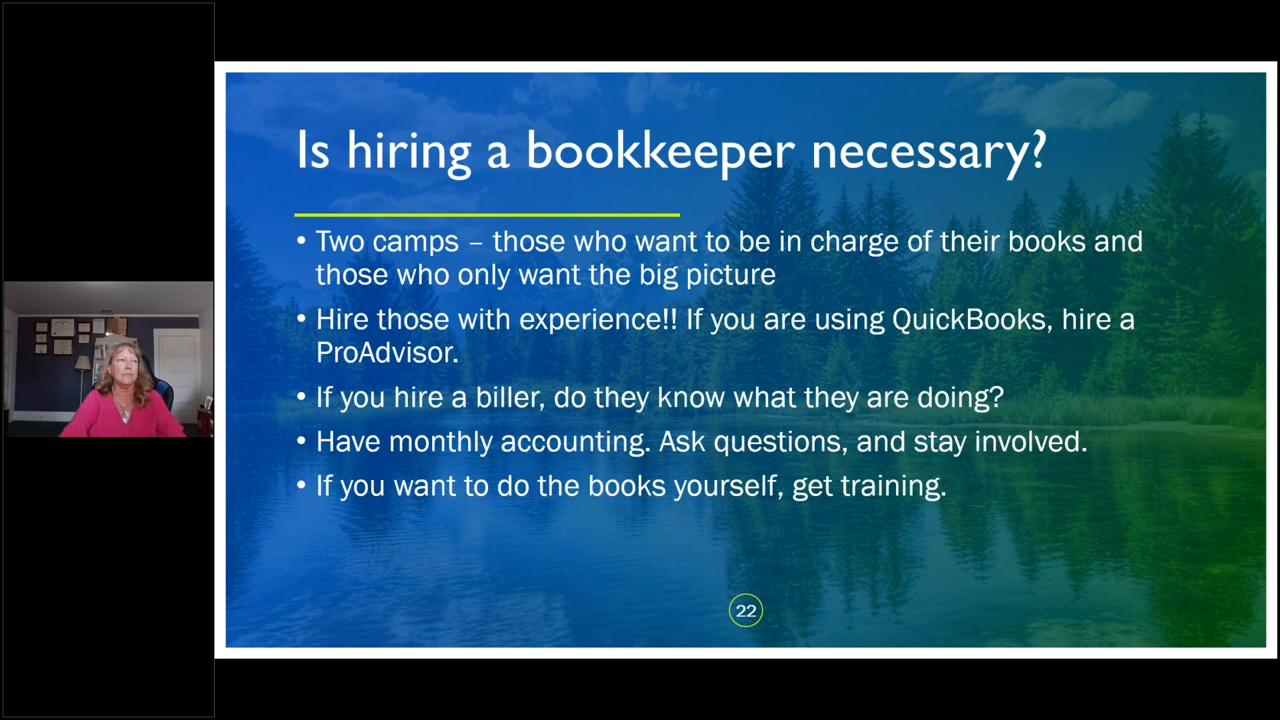 Is hiring a bookkeeper necessary?
• Two camps – those who want to be in charge of their books and
those who only want the big picture
• Hire those with experience!! If you are using QuickBooks, hire a
ProAdvisor.
• If you hire a biller, do they know what they are doing?
• Have monthly accounting. Ask questions, and stay involved.
• If you want to do the books yourself, get training.
22